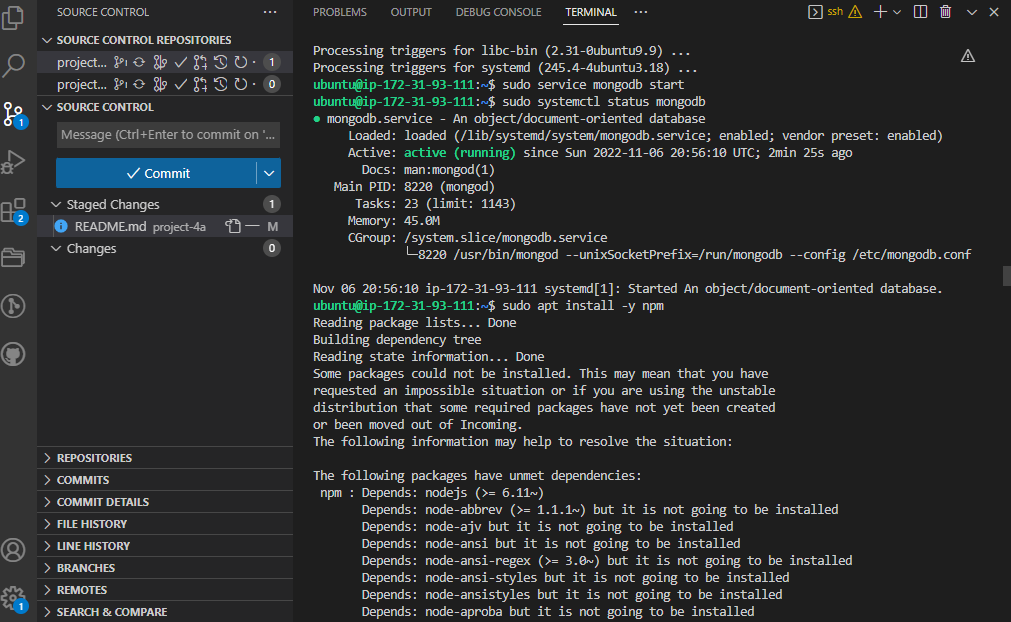 SOURCE CONTROL
SOURCE CONTROL REPOSITORIES
project... 1
project... 0
SOURCE CONTROL
Message (Ctrl+Enter to commit on '...
Commit
Staged Changes 1
README.md project-4a M
Changes 0
REPOSITORIES
COMMITS
COMMIT DETAILS
FILE HISTORY
LINE HISTORY
BRANCHES
REMOTES
SEARCH & COMPARE
1
2
1
PROBLEMS OUTPUT DEBUG CONSOLE TERMINAL ... ssh
Processing triggers for libc-bin (2.31-0ubuntu9.9) ...
Processing triggers for systemd (245.4-4ubuntu3.18) ...
ubuntu@ip-172-31-93-111:~$ sudo service mongodb start
ubuntu@ip-172-31-93-111:~$ sudo systemctl status mongodb
● mongodb.service - An object/document-oriented database
Loaded: loaded (/lib/systemd/system/mongodb.service; enabled; vendor preset: enabled)
Active: active (running) since Sun 2022-11-06 20:56:10 UTC; 2min 25s ago
Docs: man:mongod(1)
Main PID: 8220 (mongod)
Tasks: 23 (limit: 1143)
Memory: 45.0M
CGroup: /system.slice/mongodb.service
└─8220 /usr/bin/mongod --unixSocketPrefix=/run/mongodb --config /etc/mongodb.conf
Nov 06 20:56:10 ip-172-31-93-111 systemd[1]: Started An object/document-oriented database.
ubuntu@ip-172-31-93-111:~$ sudo apt install -y npm
Reading package lists... Done
Building dependency tree
Reading state information... Done
Some packages could not be installed. This may mean that you have
requested an impossible situation or if you are using the unstable
distribution that some required packages have not yet been created
or been moved out of Incoming.
The following information may help to resolve the situation:
The following packages have unmet dependencies:
npm : Depends: nodejs (>= 6.11~)
Depends: node-abbrev (>= 1.1.1~) but it is not going to be installed
Depends: node-ajv but it is not going to be installed
Depends: node-ansi but it is not going to be installed
Depends: node-ansi-regex (>= 3.0~) but it is not going to be installed
Depends: node-ansi-styles but it is not going to be installed
Depends: node-ansistyles but it is not going to be installed
Depends: node-aproba but it is not going to be installed